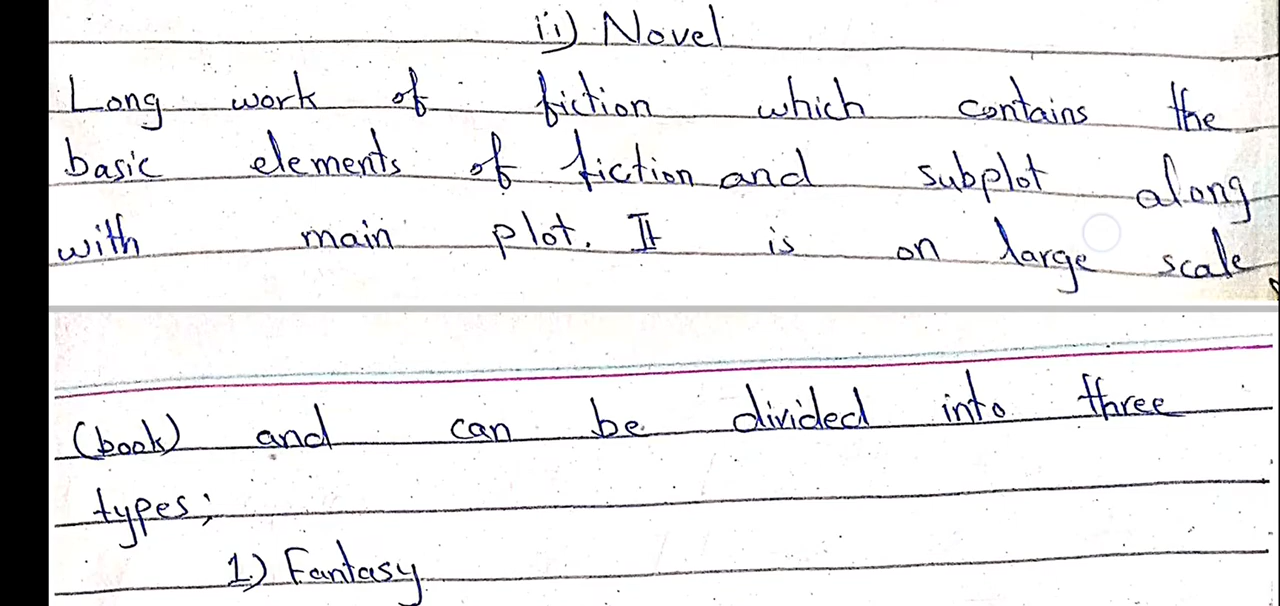 ii) Novel
Long work of fiction which contains the
basic elements of fiction and subplot along
with main plot. It is on large scale
(book) and can be divided into three
types;
1) Fantasy